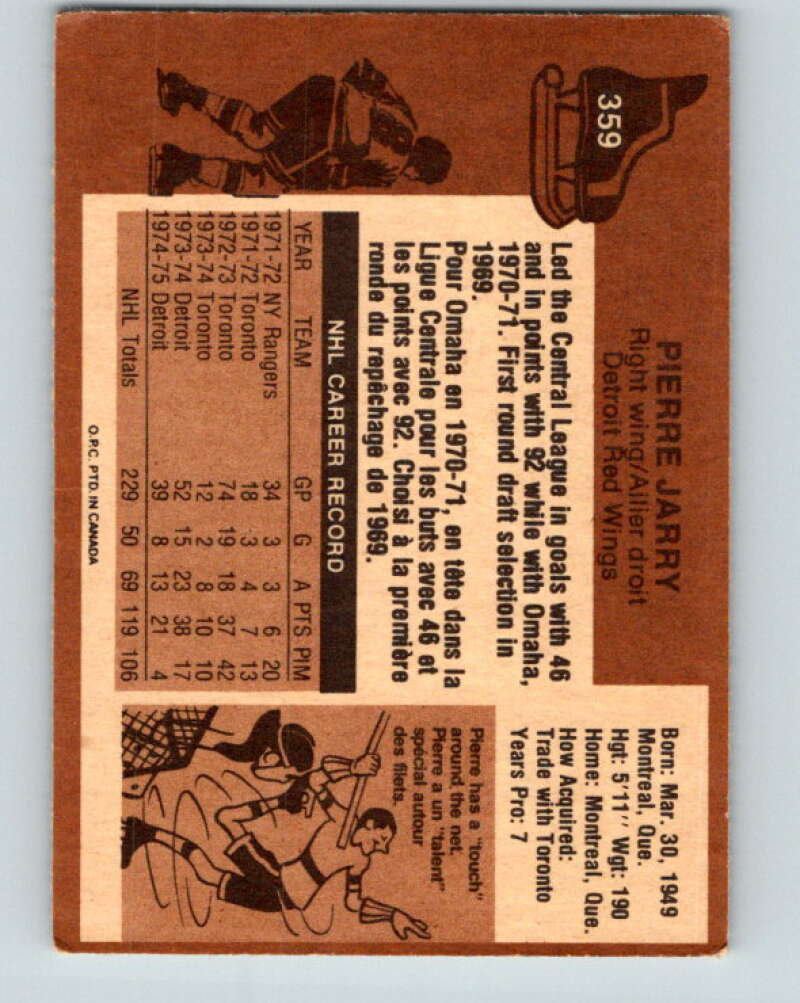 359
PIERRE JARRY
Right wing/Ailier droit
Detroit Red Wings
Led the Central League in goals with 46
and in points with 92 while with Omaha,
1970-71. First round draft selection in
1969.
Pour Omaha en 1970-71, en tête dans la
Ligue Centrale pour les buts avec 46 et
les points avec 92. Choisi à la première
ronde du repêchage de 1969.
NHL CAREER RECORD
YEAR TEAM GP G A PTS PIM
1971-72 NY Rangers 34 3 3 6 20
1971-72 Toronto 18 3 4 7 13
1972-73 Toronto 74 19 18 37 42
1973-74 Toronto 12 2 8 10 10
1973-74 Detroit 52 15 23 38 17
1974-75 Detroit 39 8 13 21 4
NHL Totals 229 50 69 119 106
O.P.C. PTD. IN CANADA
Born: Mar. 30, 1949
Montreal, Que.
Hgt: 5'11" Wgt: 190
Home: Montreal, Que.
How Acquired:
Trade with Toronto
Years Pro: 7
Pierre has a "touch"
around the net.
Pierre a un "talent"
spécial autour
des filets.